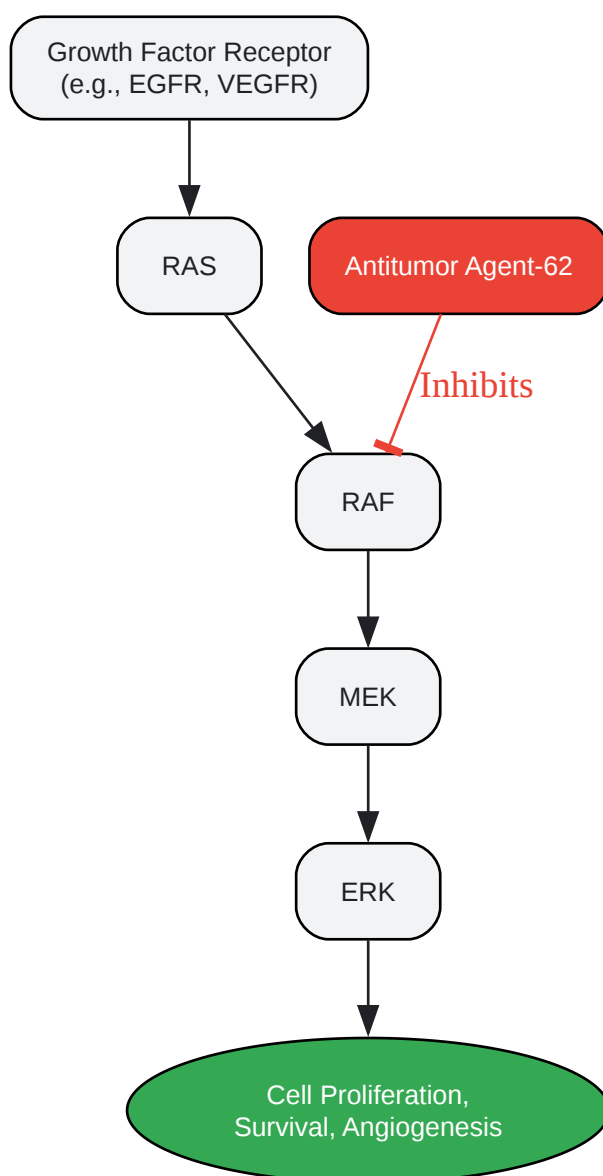 Growth Factor Receptor
(e.g., EGFR, VEGFR)
RAS
Antitumor Agent-62
Inhibits
RAF
MEK
ERK
Cell Proliferation,
Survival, Angiogenesis